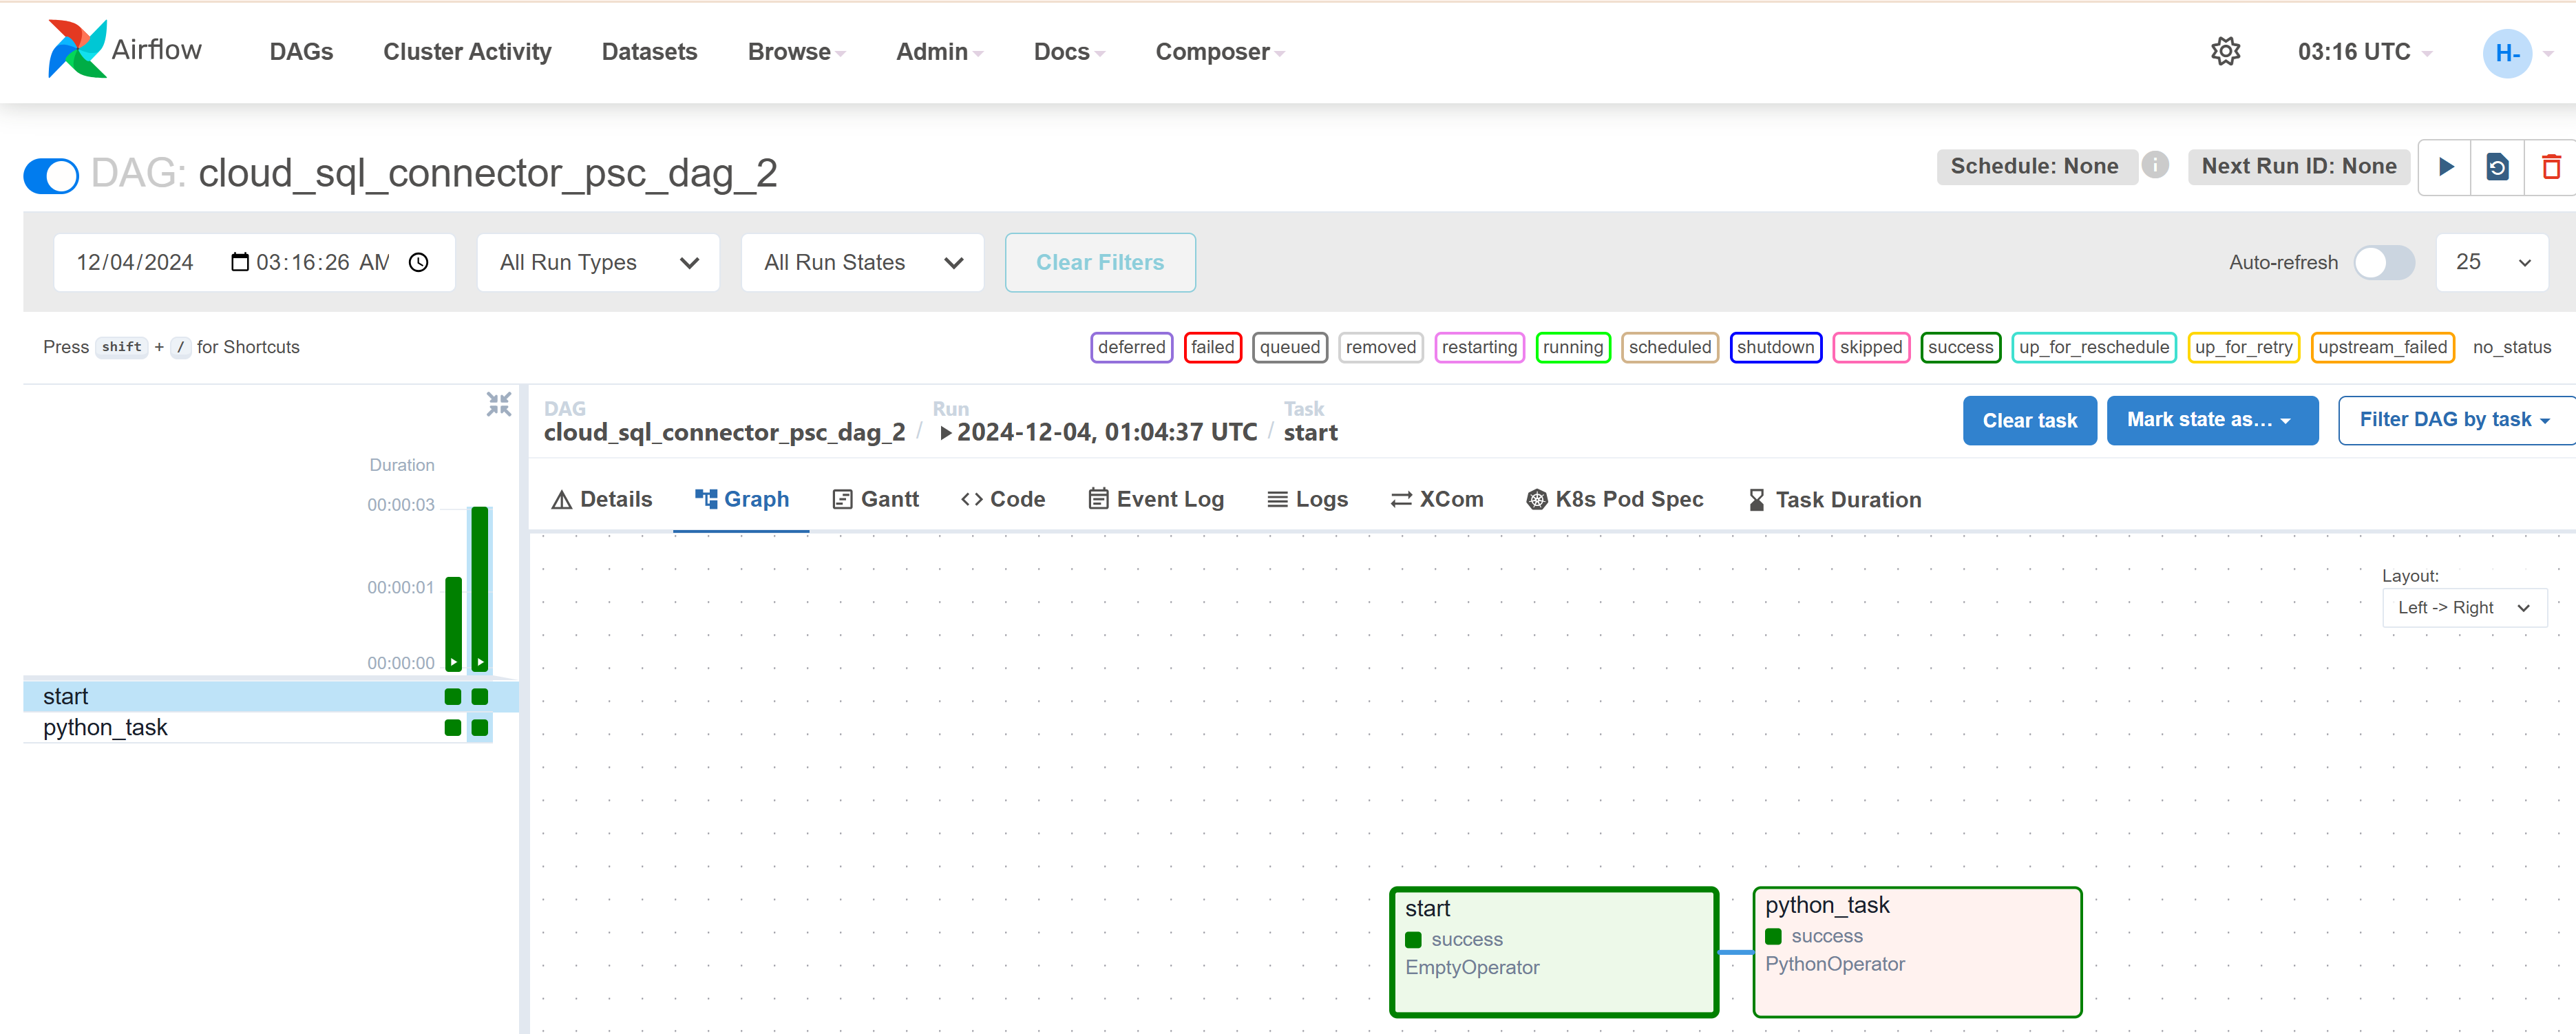 Airflow DAGs Cluster Activity Datasets Browse Admin Docs Composer 03:16 UTC H-
DAG: cloud_sql_connector_psc_dag_2 Schedule: None i Next Run ID: None
12/04/2024 03:16:26 AM All Run Types All Run States Clear Filters Auto-refresh 25
Press shift + / for Shortcuts deferred failed queued removed restarting running scheduled shutdown skipped success up_for_reschedule up_for_retry upstream_failed no_status
DAG Run Task
cloud_sql_connector_psc_dag_2 / 2024-12-04, 01:04:37 UTC / start Clear task Mark state as... Filter DAG by task
Details Graph Gantt Code Event Log Logs XCom K8s Pod Spec Task Duration
Duration
00:00:03
00:00:01
00:00:00
start
python_task
Layout:
Left -> Right
start
success
EmptyOperator
python_task
success
PythonOperator